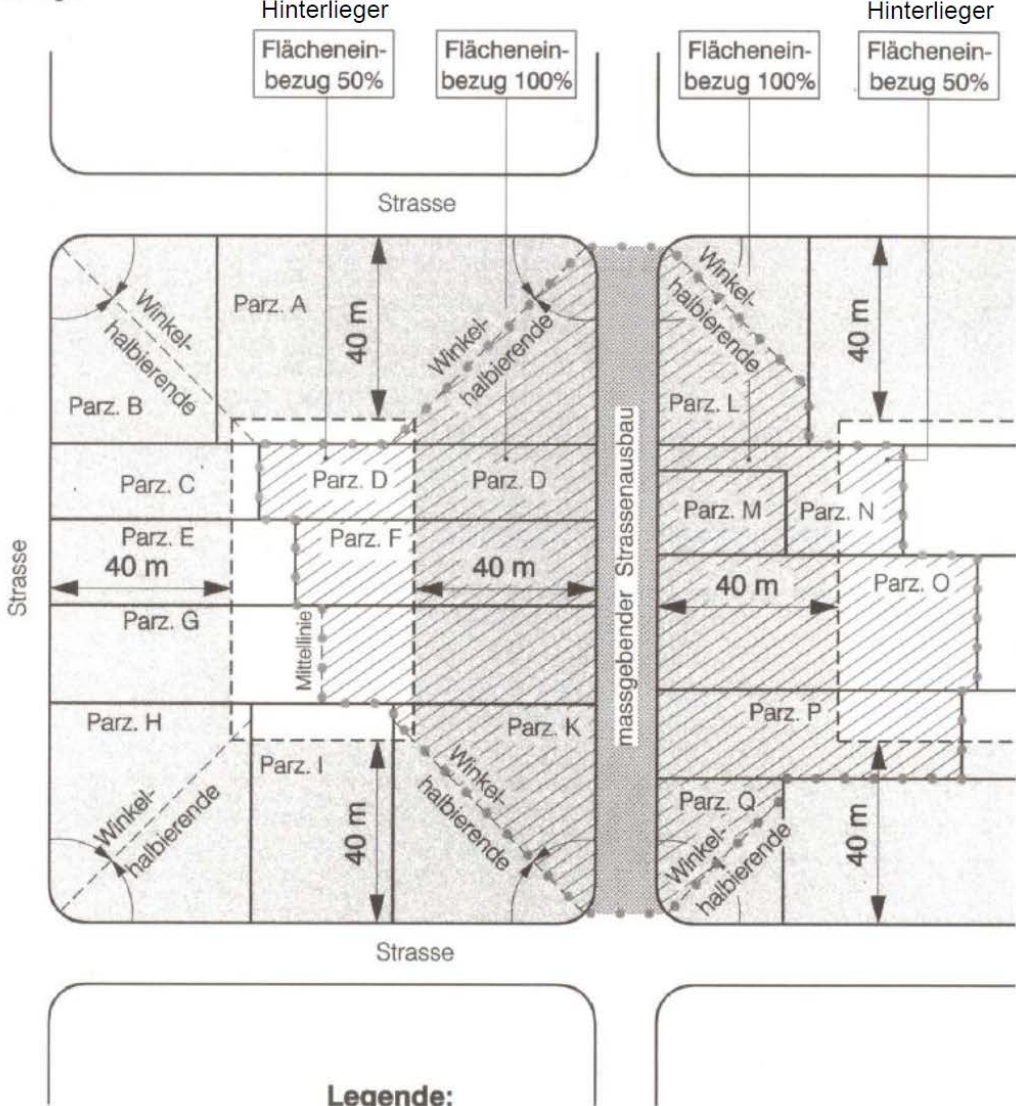 Hinterlieger
Hinterlieger
Flächenein-
bezug 50%
Flächenein-
bezug 100%
Flächenein-
bezug 100%
Flächenein-
bezug 50%
Strasse
Winkel-
halbierende
Parz. A
40 m
Winkel-
halbierende
Winkel-
halbierende
40 m
Parz. B
Parz. L
Parz. C
Parz. D
Parz. D
Parz. M
Parz. N
Parz. E
Parz. F
40 m
40 m
40 m
Parz. O
Strasse
massgebender Strassenausbau
Parz. G
Mittellinie
Parz. H
Parz. K
Parz. P
Parz. I
Winkel-
halbierende
40 m
Winkel-
halbierende
Parz. Q
Winkel-
halbierende
40 m
Strasse
Legende: